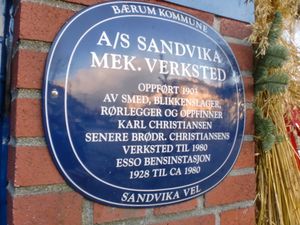 BÆRUM KOMMUNE
A/S SANDVIKA
MEK. VERKSTED
OPPFØRT 1903
AV SMED, BLIKKENSLAGER,
RØRLEGGER OG OPPFINNER
KARL CHRISTIANSEN
SENERE BRØDR. CHRISTIANSENS
VERKSTED TIL 1980
ESSO BENSINSTASJON
1928 TIL CA 1980
SANDVIKA VEL